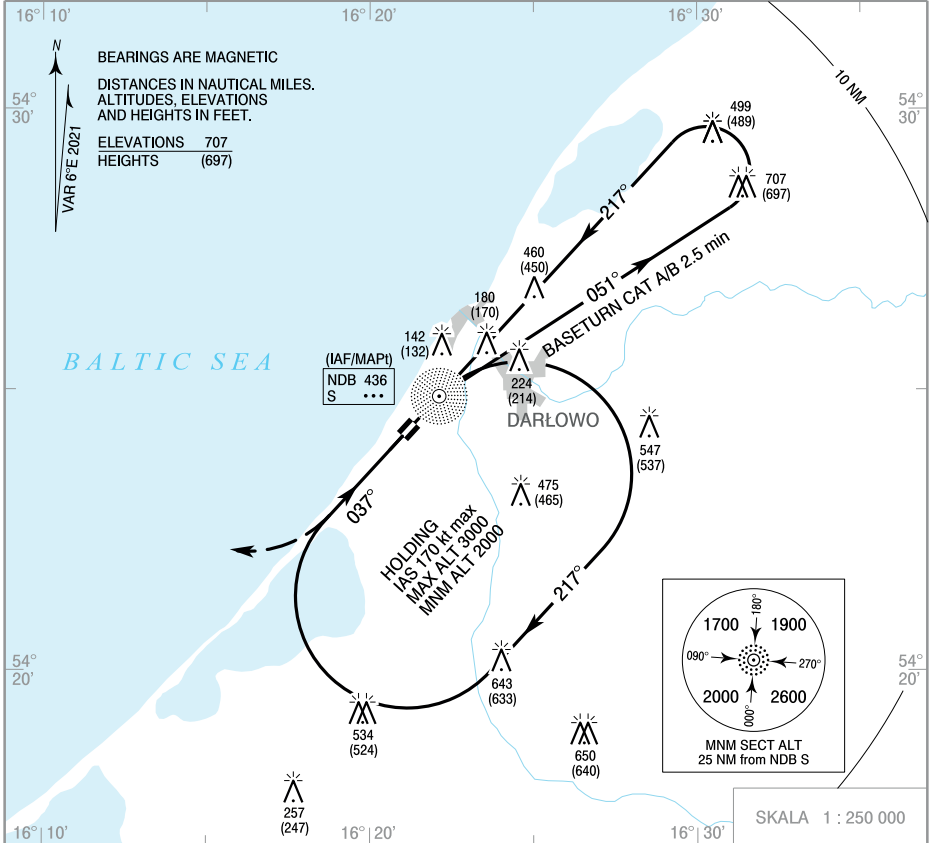 16° 10'
16° 20'
16° 30'
N
VAR 6°E 2021
BEARINGS ARE MAGNETIC
DISTANCES IN NAUTICAL MILES.
ALTITUDES, ELEVATIONS
AND HEIGHTS IN FEET.
ELEVATIONS 707
HEIGHTS (697)
10 NM
54°
30'
54°
30'
499
(489)
707
(697)
217°
460
(450)
051°
BASETURN CAT A/B 2.5 min
180
(170)
142
(132)
BALTIC SEA
(IAF/MAPt)
NDB 436
S •••
224
(214)
DARŁOWO
547
(537)
475
(465)
037°
HOLDING
IAS 170 kt max
MAX ALT 3000
MNM ALT 2000
217°
643
(633)
534
(524)
650
(640)
257
(247)
180°
1700
1900
090°
270°
2000
2600
000°
MNM SECT ALT
25 NM from NDB S
54°
20'
54°
20'
SKALA 1 : 250 000
16° 10'
16° 20'
16° 30'